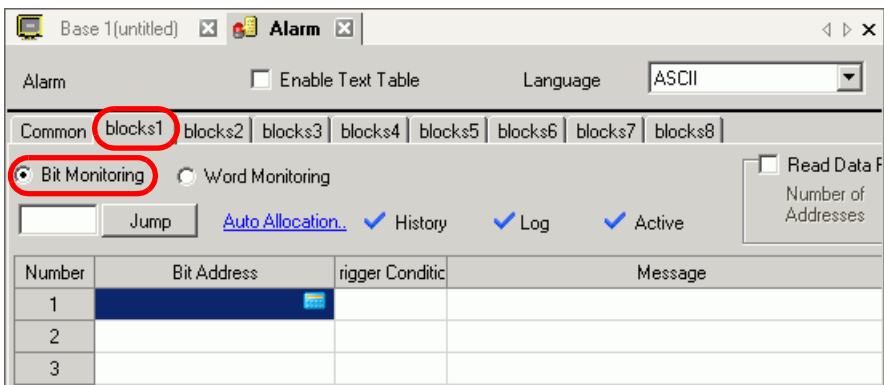 Base 1(untitled) Alarm
Alarm Enable Text Table Language ASCII
Common blocks1 blocks2 blocks3 blocks4 blocks5 blocks6 blocks7 blocks8
Bit Monitoring Word Monitoring Read Data F
Number of
Addresses
Jump Auto Allocation.. History Log Active
Number Bit Address rigger Conditic Message
1
2
3